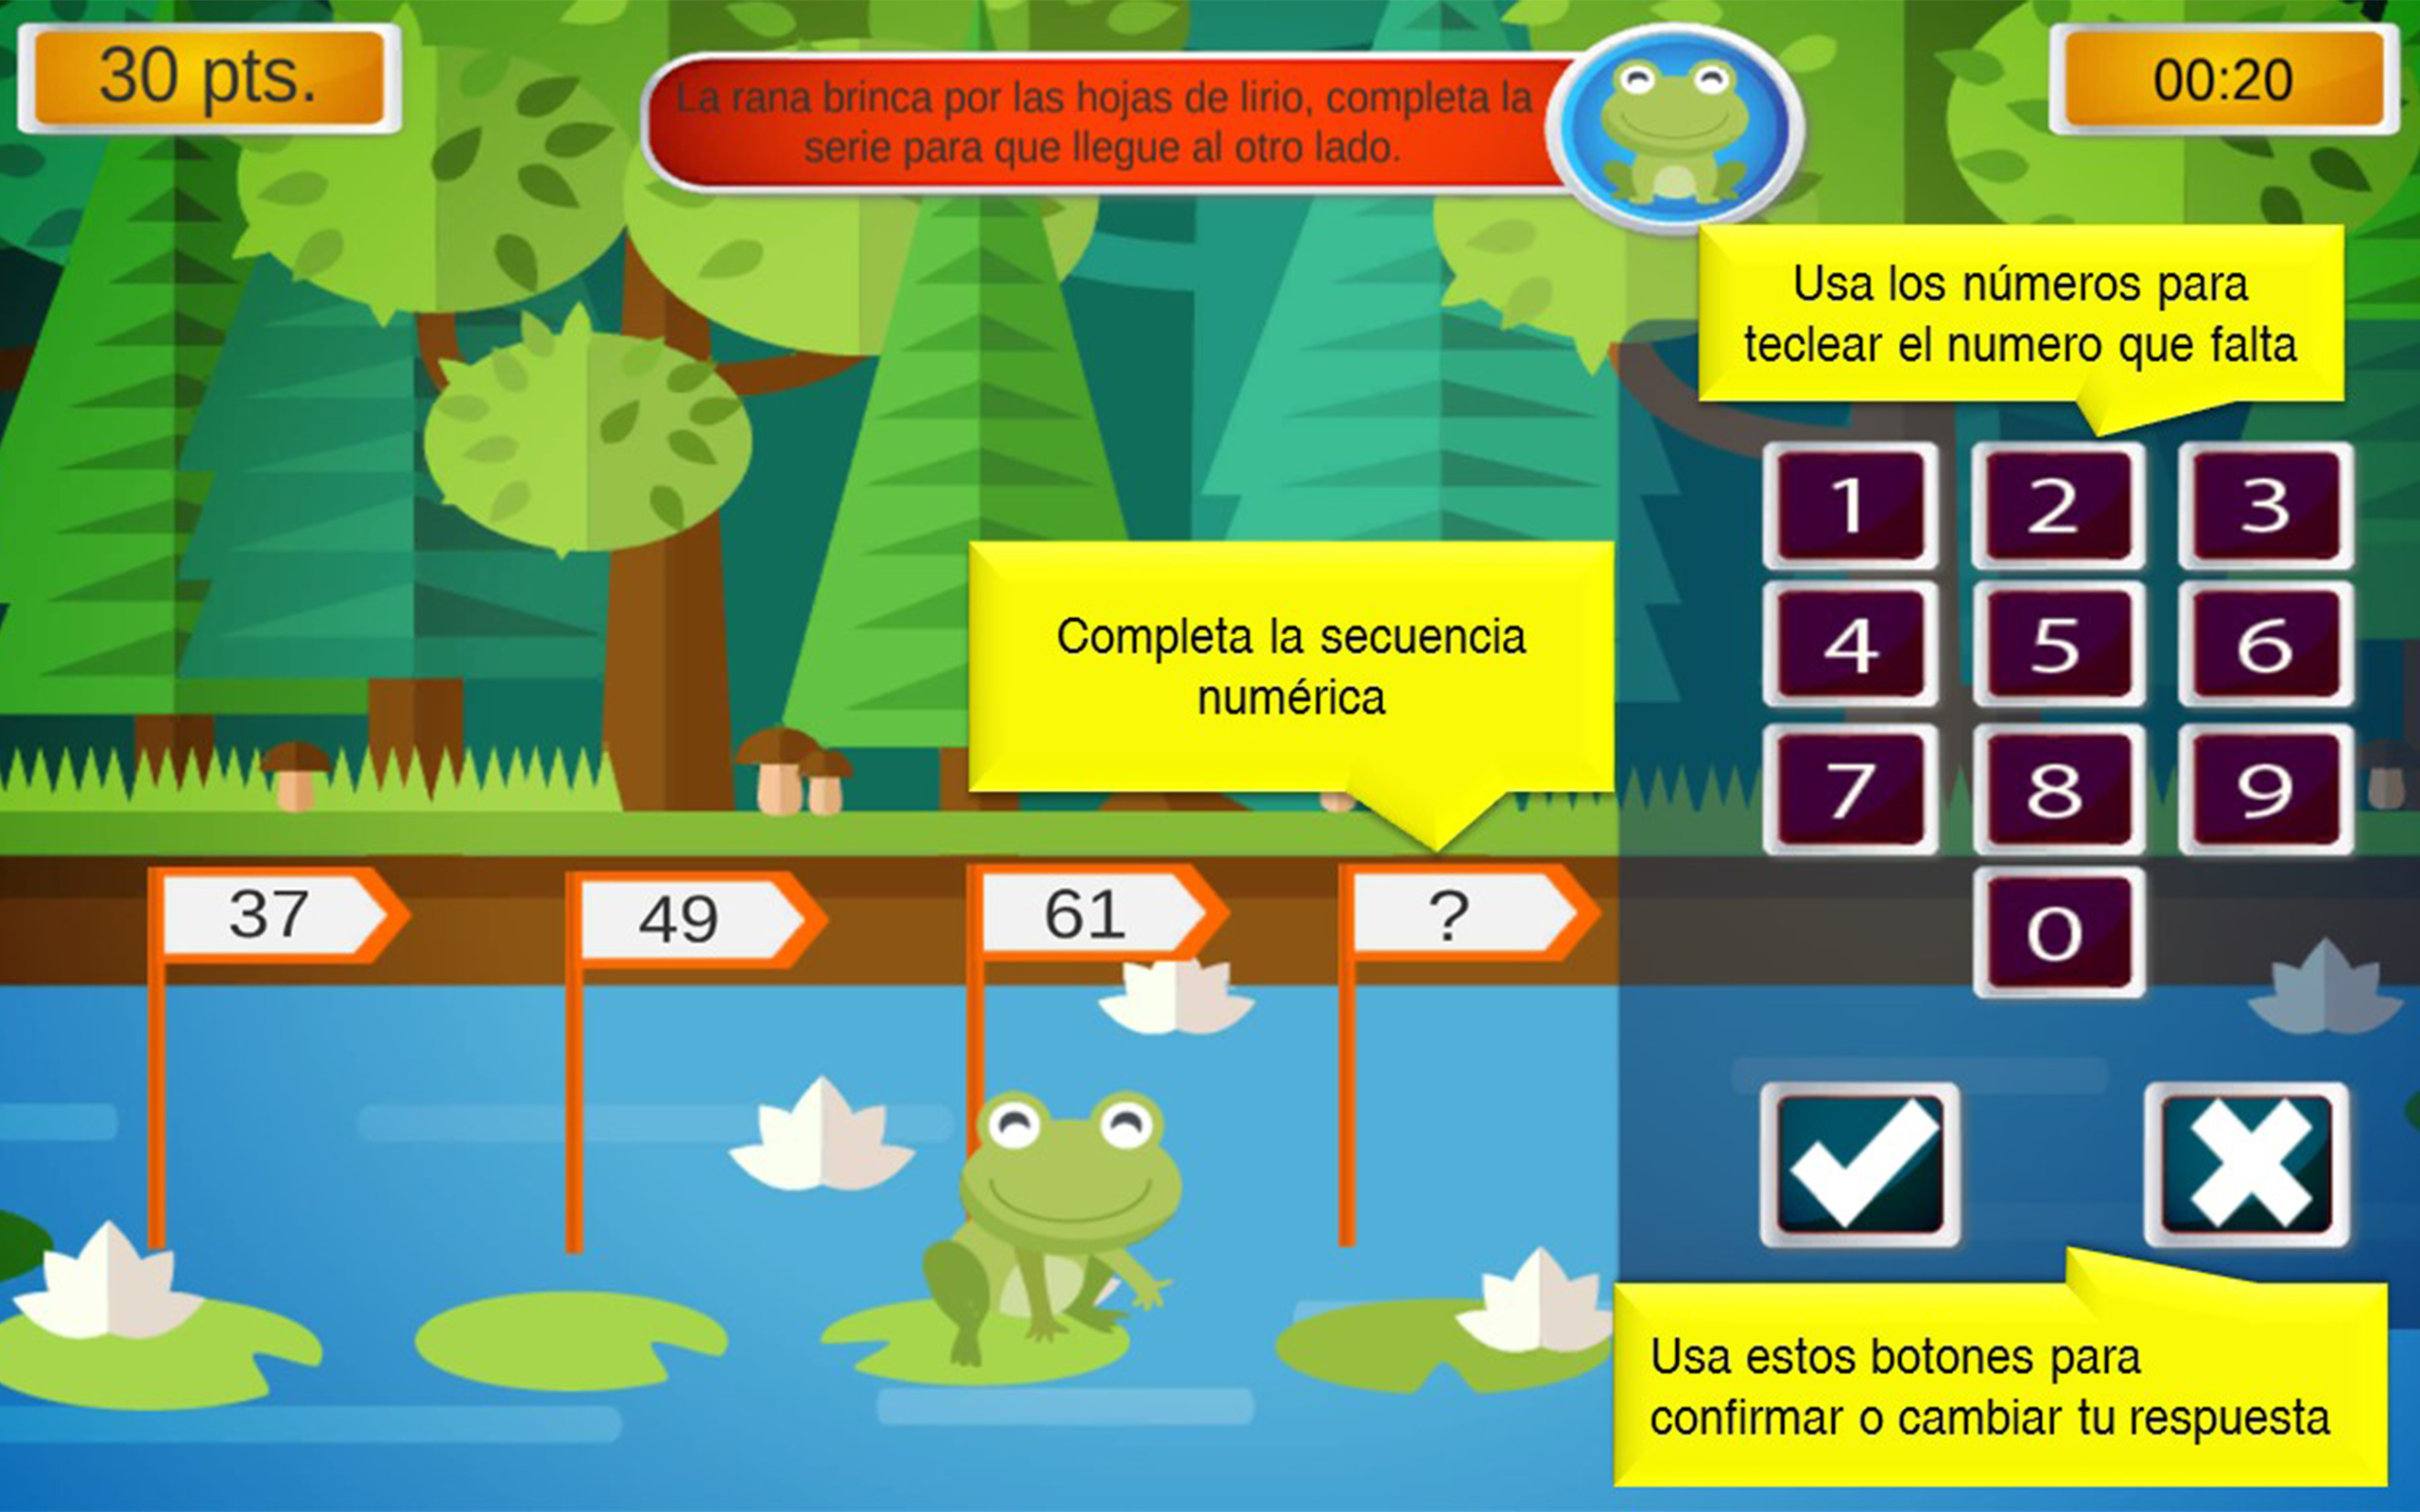 30 pts.
La rana brinca por las hojas de lirio, completa la
serie para que llegue al otro lado.
00:20
Usa los números para
teclear el numero que falta
1 2 3
4 5 6
7 8 9
0
Completa la secuencia
numérica
37 49 61 ?
Usa estos botones para
confirmar o cambiar tu respuesta